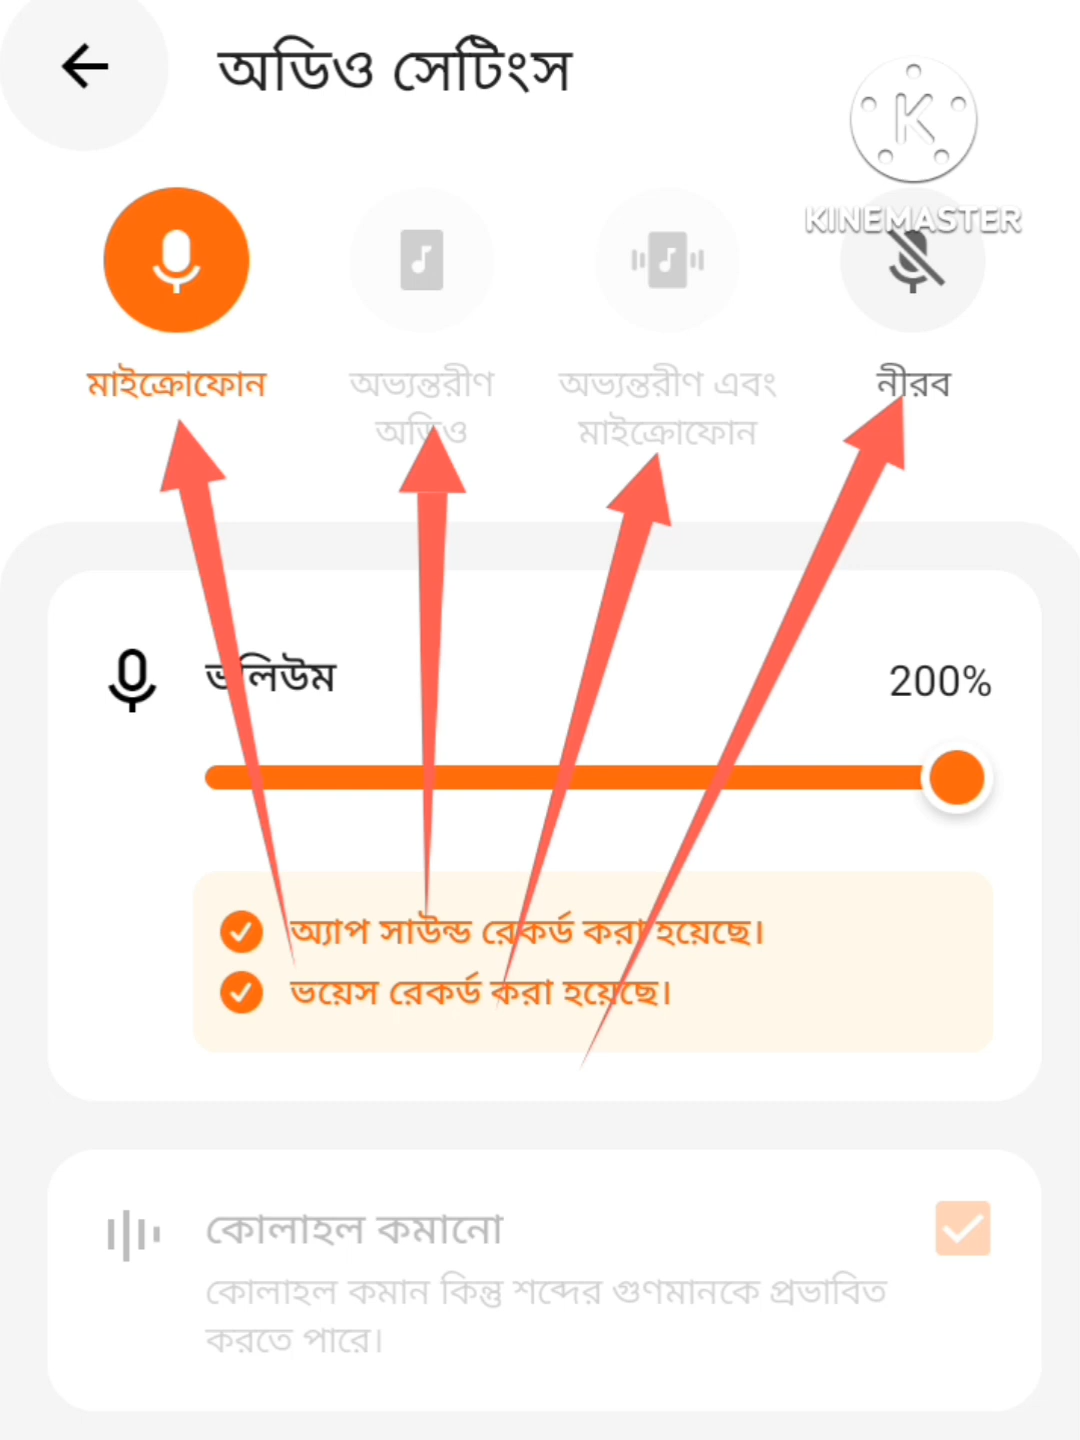 অডিও সেটিংস
KINEMASTER
মাইক্রোফোন
অভ্যন্তরীণ
অডিও
অভ্যন্তরীণ এবং
মাইক্রোফোন
নীরব
ভলিউম
200%
অ্যাপ সাউন্ড রেকর্ড করা হয়েছে।
ভয়েস রেকর্ড করা হয়েছে।
কোলাহল কমানো
কোলাহল কমান কিন্তু শব্দের গুণমানকে প্রভাবিত
করতে পারে।